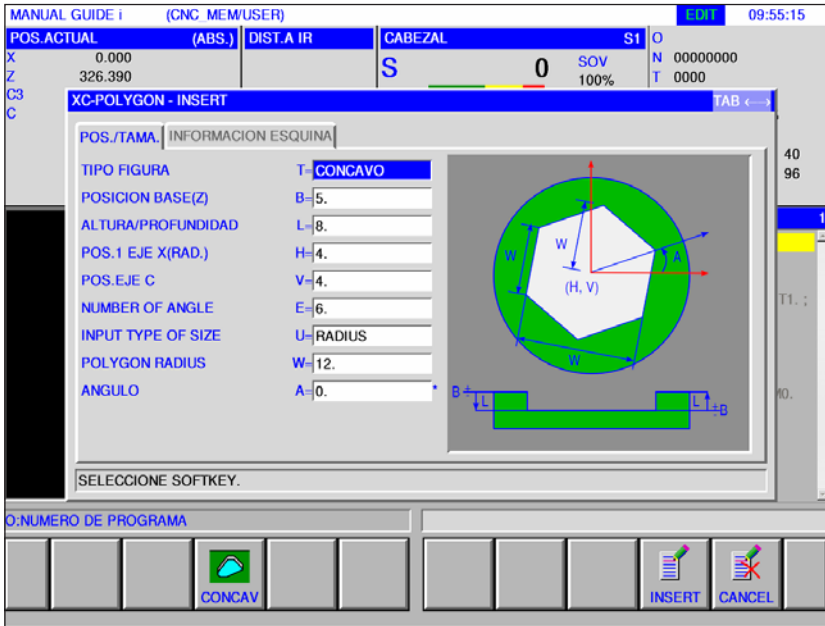 MANUAL GUIDE i (CNC_MEM/USER) EDIT 09:55:15
POS.ACTUAL (ABS.) DIST.A IR CABEZAL S1 O
X 0.000 S 0 SOV N 00000000
Z 326.390 100% T 0000
C3
C
XC-POLYGON - INSERT TAB ←→
POS./TAMA. INFORMACION ESQUINA
TIPO FIGURA T=CONCAVO
POSICION BASE(Z) B=5.
ALTURA/PROFUNDIDAD L=8.
POS.1 EJE X(RAD.) H=4.
POS.EJE C V=4.
NUMBER OF ANGLE E=6.
INPUT TYPE OF SIZE U=RADIUS
POLYGON RADIUS W=12.
ANGULO A=0. *
W
W
A
(H, V)
W
B ± L L ±B
40
96
1
T1. ;
M0.
SELECCIONE SOFTKEY.
O:NUMERO DE PROGRAMA
CONCAV INSERT CANCEL